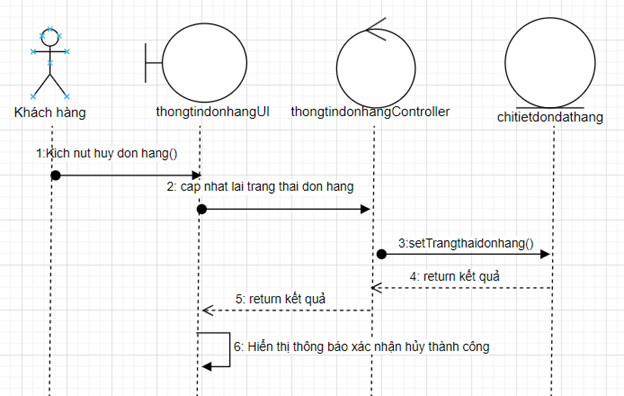 Khách hàng
thongtindonhangUI
thongtindonhangController
chitietdondathang
1:Kich nut huy don hang()
2: cap nhat lai trang thai don hang
3:setTrangthaidonhang()
4: return kết quả
5: return kết quả
6: Hiển thị thông báo xác nhận hủy thành công